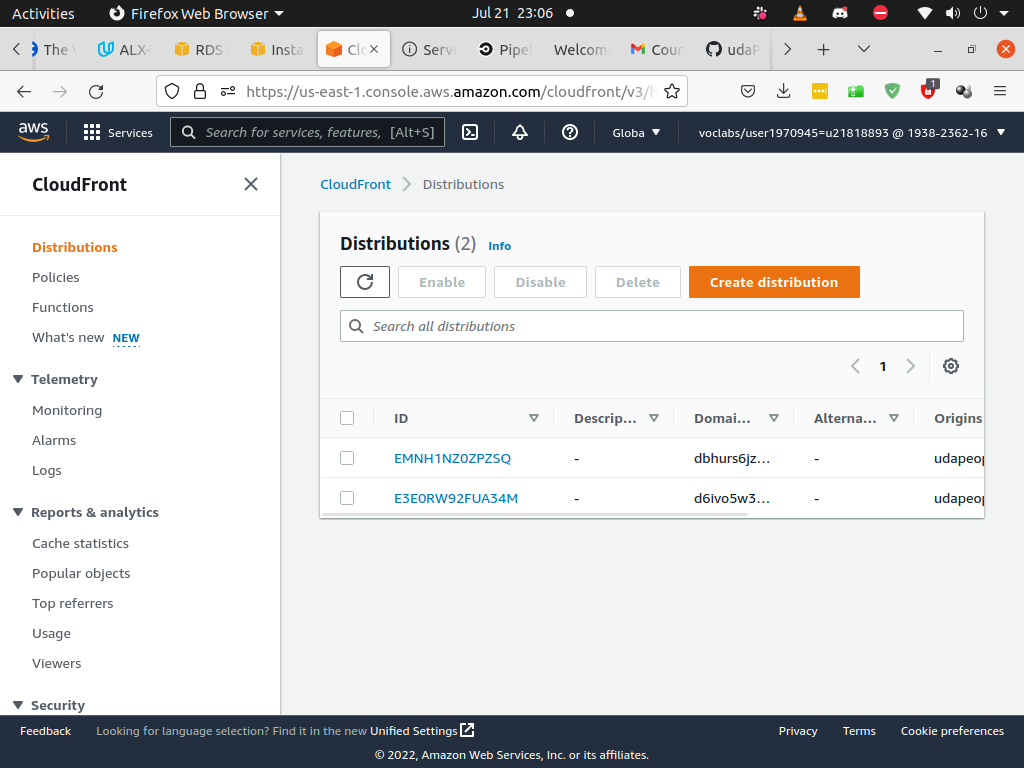 Activities Firefox Web Browser Jul 21 23:06
The ALX- RDS Insta Clo Serve Pipel Welcom Cour udaP
https://us-east-1.console.aws.amazon.com/cloudfront/v3/h
1
aws Services Search for services, features, [Alt+S] Globa voclabs/user1970945=u21818893 @ 1938-2362-16
CloudFront
Distributions
Policies
Functions
What's new NEW
Telemetry
Monitoring
Alarms
Logs
Reports & analytics
Cache statistics
Popular objects
Top referrers
Usage
Viewers
Security
CloudFront Distributions
Distributions (2) Info
Enable Disable Delete Create distribution
Search all distributions
1
ID Descrip... Domai... Alterna... Origins
EMNH1NZ0ZPZSQ - dbhurs6jz... - udapeop
E3E0RW92FUA34M - d6ivo5w3... - udapeop
Feedback Looking for language selection? Find it in the new Unified Settings Privacy Terms Cookie preferences
© 2022, Amazon Web Services, Inc. or its affiliates.